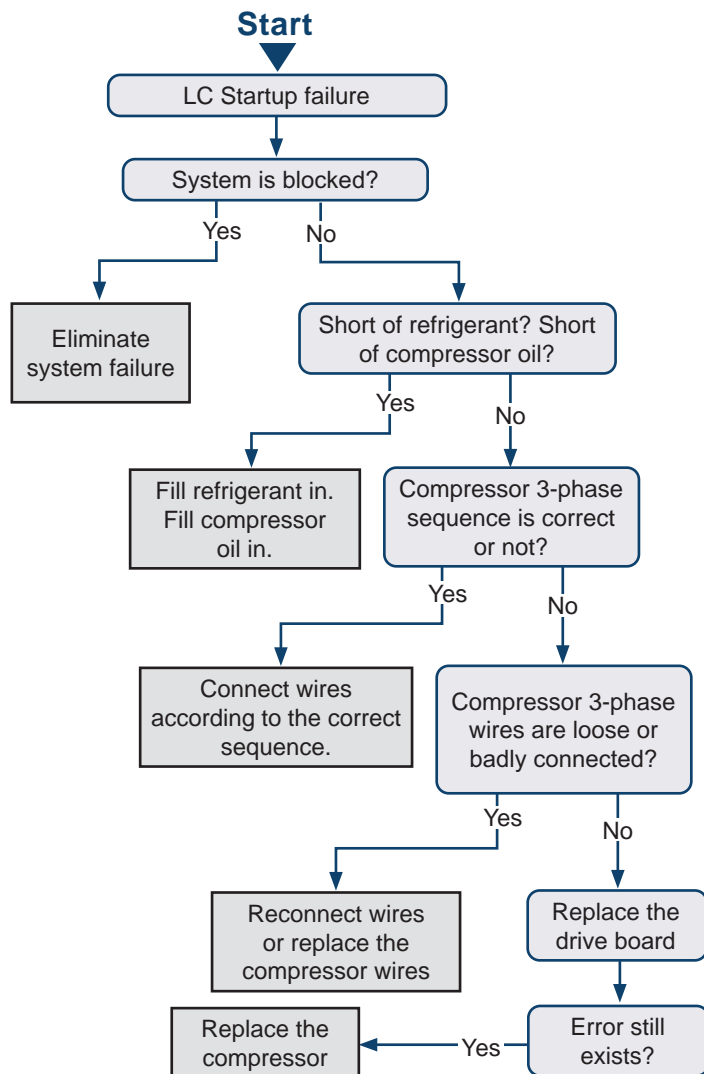 Start
LC Startup failure
System is blocked?
Yes
No
Eliminate
system failure
Short of refrigerant? Short
of compressor oil?
Yes
No
Fill refrigerant in.
Fill compressor
oil in.
Compressor 3-phase
sequence is correct
or not?
Yes
No
Connect wires
according to the correct
sequence.
Compressor 3-phase
wires are loose or
badly connected?
Yes
No
Reconnect wires
or replace the
compressor wires
Replace the
drive board
Replace the
compressor
Yes
Error still
exists?